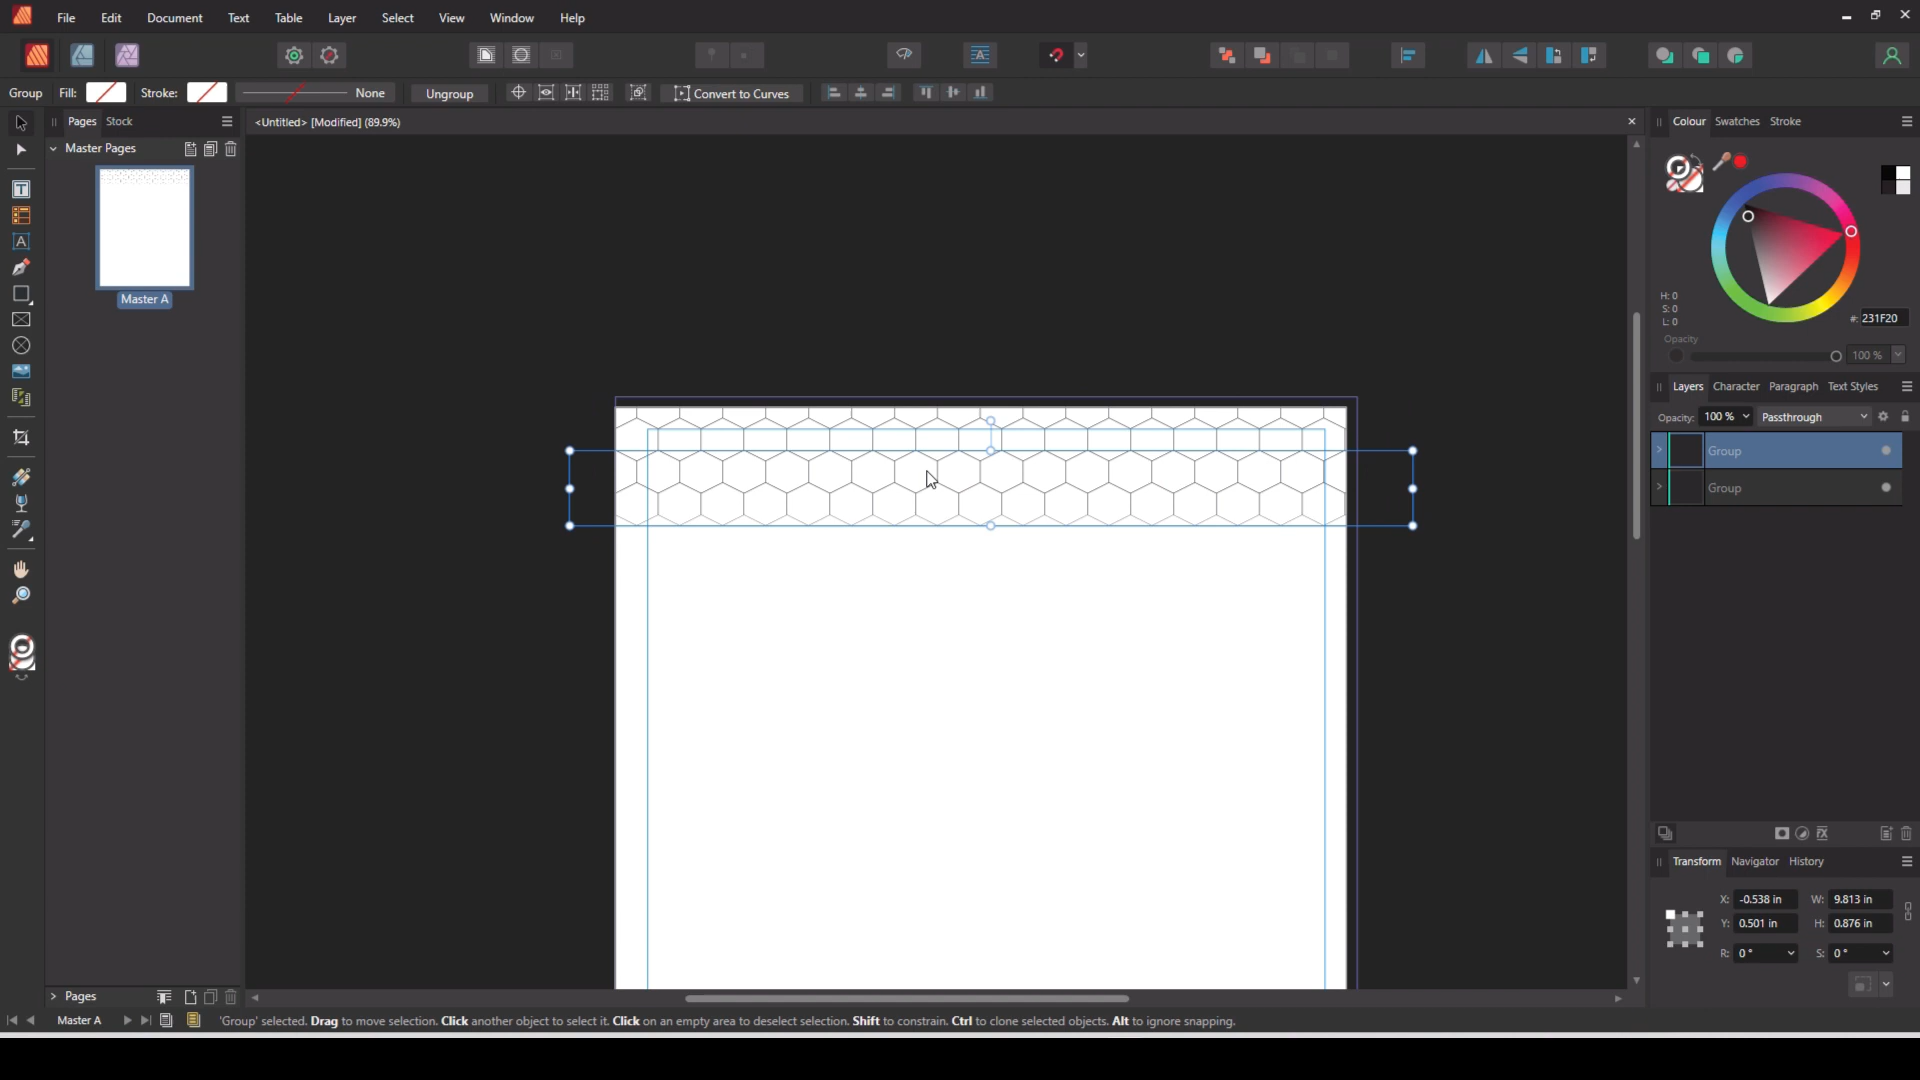 File Edit Document Text Table Layer Select View Window Help
Group Fill: Stroke: None Ungroup Convert to Curves
Pages Stock
<Untitled> [Modified] (89.9%)
Colour Swatches Stroke
Master Pages
Master A
H: 0
S: 0
L: 0
#: 231F20
Opacity
100 %
Layers Character Paragraph Text Styles
Opacity: 100 % Passthrough
Group
Group
Transform Navigator History
X: -0.538 in W: 9.813 in
Y: 0.501 in H: 0.876 in
R: 0 ° S: 0 °
Pages
Master A 'Group' selected. Drag to move selection. Click another object to select it. Click on an empty area to deselect selection. Shift to constrain. Ctrl to clone selected objects. Alt to ignore snapping.